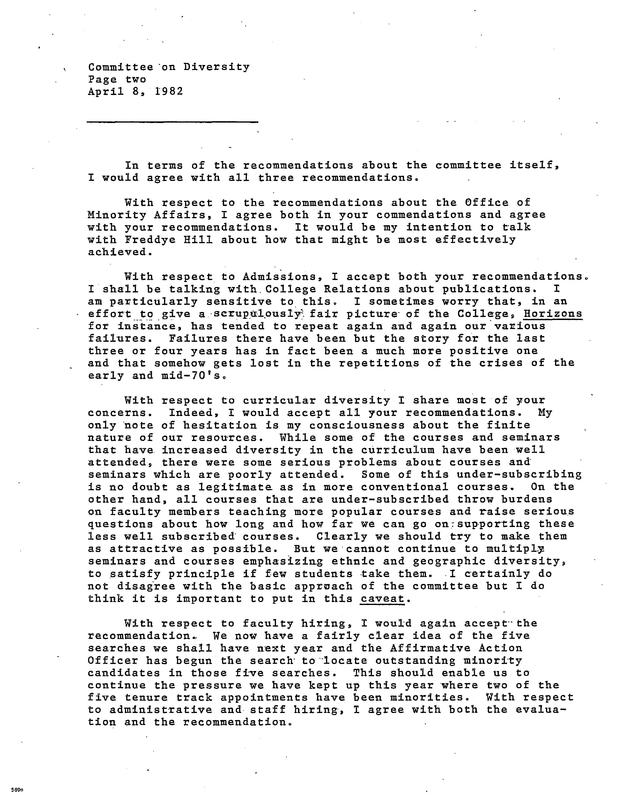 Committee on Diversity
Page two
April 8, 1982
In terms of the recommendations about the committee itself,
I would agree with all three recommendations.
With respect to the recommendations about the Office of
Minority Affairs, I agree both in your commendations and agree
with your recommendations. It would be my intention to talk
with Freddye Hill about how that might be most effectively
achieved.
With respect to Admissions, I accept both your recommendations.
I shall be talking with College Relations about publications. I
am particularly sensitive to this. I sometimes worry that, in an
effort to give a scrupulously fair picture of the College, Horizons
for instance, has tended to repeat again and again our various
failures. Failures there have been but the story for the last
three or four years has in fact been a much more positive one
and that somehow gets lost in the repetitions of the crises of the
early and mid-70's.
With respect to curricular diversity I share most of your
concerns. Indeed, I would accept all your recommendations. My
only note of hesitation is my consciousness about the finite
nature of our resources. While some of the courses and seminars
that have increased diversity in the curriculum have been well
attended, there were some serious problems about courses and
seminars which are poorly attended. Some of this under-subscribing
is no doubt as legitimate as in more conventional courses. On the
other hand, all courses that are under-subscribed throw burdens
on faculty members teaching more popular courses and raise serious
questions about how long and how far we can go on supporting these
less well subscribed courses. Clearly we should try to make them
as attractive as possible. But we cannot continue to multiply
seminars and courses emphasizing ethnic and geographic diversity,
to satisfy principle if few students take them. I certainly do
not disagree with the basic approach of the committee but I do
think it is important to put in this caveat.
With respect to faculty hiring, I would again accept the
recommendation. We now have a fairly clear idea of the five
searches we shall have next year and the Affirmative Action
Officer has begun the search to locate outstanding minority
candidates in those five searches. This should enable us to
continue the pressure we have kept up this year where two of the
five tenure track appointments have been minorities. With respect
to administrative and staff hiring, I agree with both the evalua-
tion and the recommendation.